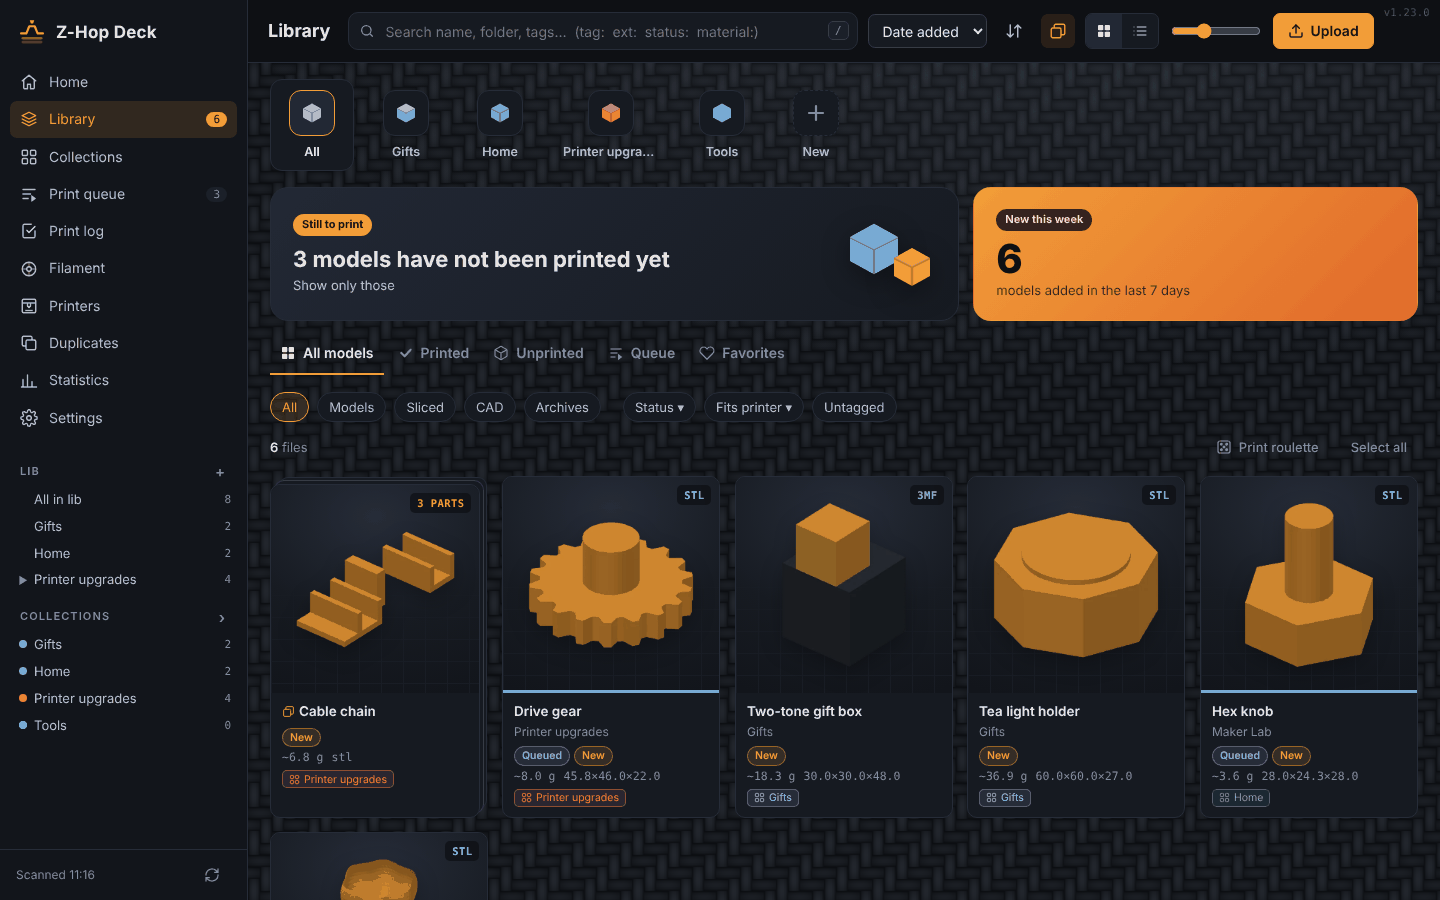 Z-Hop Deck
Home
Library 6
Collections
Print queue 3
Print log
Filament
Printers
Duplicates
Statistics
Settings
LIB +
All in lib 8
Gifts 2
Home 2
Printer upgrades 4
COLLECTIONS
Gifts 2
Home 2
Printer upgrades 4
Tools 0
Scanned 11:16
Library
Search name, folder, tags... (tag: ext: status: material:) /
Date added
Upload
v1.23.0
All
Gifts
Home
Printer upgra...
Tools
New
Still to print
3 models have not been printed yet
Show only those
New this week
6
models added in the last 7 days
All models
Printed
Unprinted
Queue
Favorites
All
Models
Sliced
CAD
Archives
Status ▾
Fits printer ▾
Untagged
6 files
Print roulette
Select all
3 PARTS
Cable chain
New
~6.8 g stl
Printer upgrades
STL
Drive gear
Printer upgrades
Queued New
~8.0 g 45.8×46.0×22.0
Printer upgrades
3MF
Two-tone gift box
Gifts
New
~18.3 g 30.0×30.0×48.0
Gifts
STL
Tea light holder
Gifts
New
~36.9 g 60.0×60.0×27.0
Gifts
STL
Hex knob
Maker Lab
Queued New
~3.6 g 28.0×24.3×28.0
Home
STL